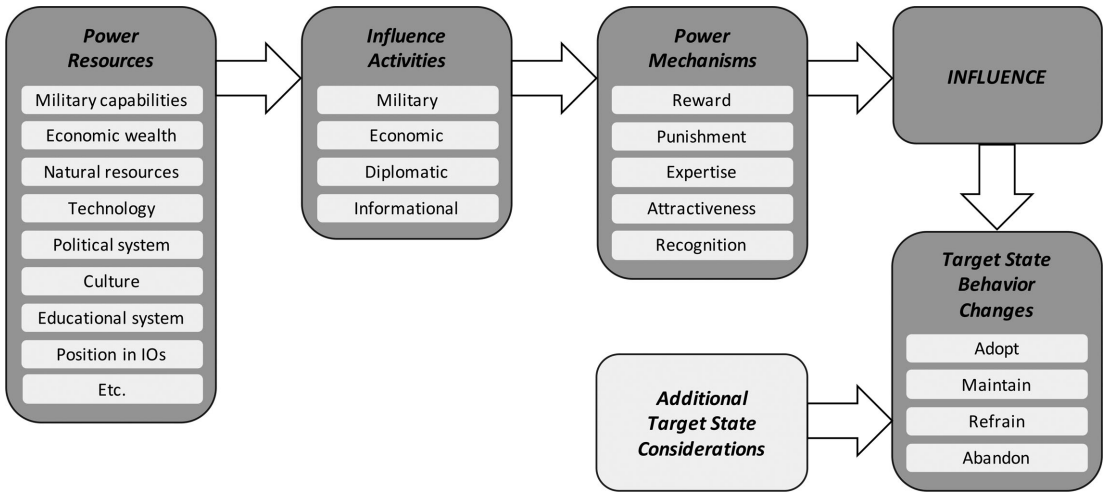 Power
Resources
Military capabilities
Economic wealth
Natural resources
Technology
Political system
Culture
Educational system
Position in IOs
Etc.
Influence
Activities
Military
Economic
Diplomatic
Informational
Power
Mechanisms
Reward
Punishment
Expertise
Attractiveness
Recognition
INFLUENCE
Additional
Target State
Considerations
Target State
Behavior
Changes
Adopt
Maintain
Refrain
Abandon